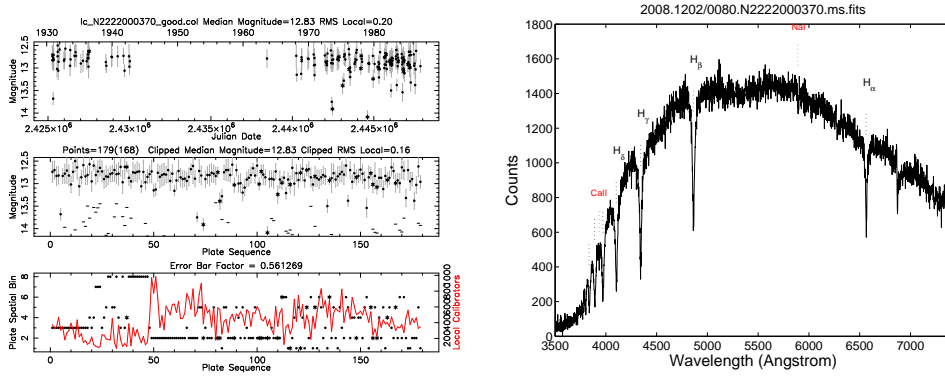 lc_N2222000370_good.col Median Magnitude=12.83 RMS Local=0.20
1930 1940 1950 1960 1970 1980
12.5
13
13.5
14
Magnitude
2.425×10⁶ 2.43×10⁶ 2.435×10⁶ 2.44×10⁶ 2.445×10⁶
Julian Date
Points=179(168) Clipped Median Magnitude=12.83 Clipped RMS Local=0.16
12.5
13
13.5
14
Magnitude
0 50 100 150
Plate Sequence
Error Bar Factor = 0.561269
8
6
4
2
Plate Spatial Bin
Local Calibrators
0 50 100 150
Plate Sequence
2008.1202/0080.N2222000370.ms.fits
NaI
Hβ
Hα
Hγ
Hδ
CaII
1800
1600
1400
1200
1000
800
600
400
200
0
Counts
3500 4000 4500 5000 5500 6000 6500 7000
Wavelength (Angstrom)